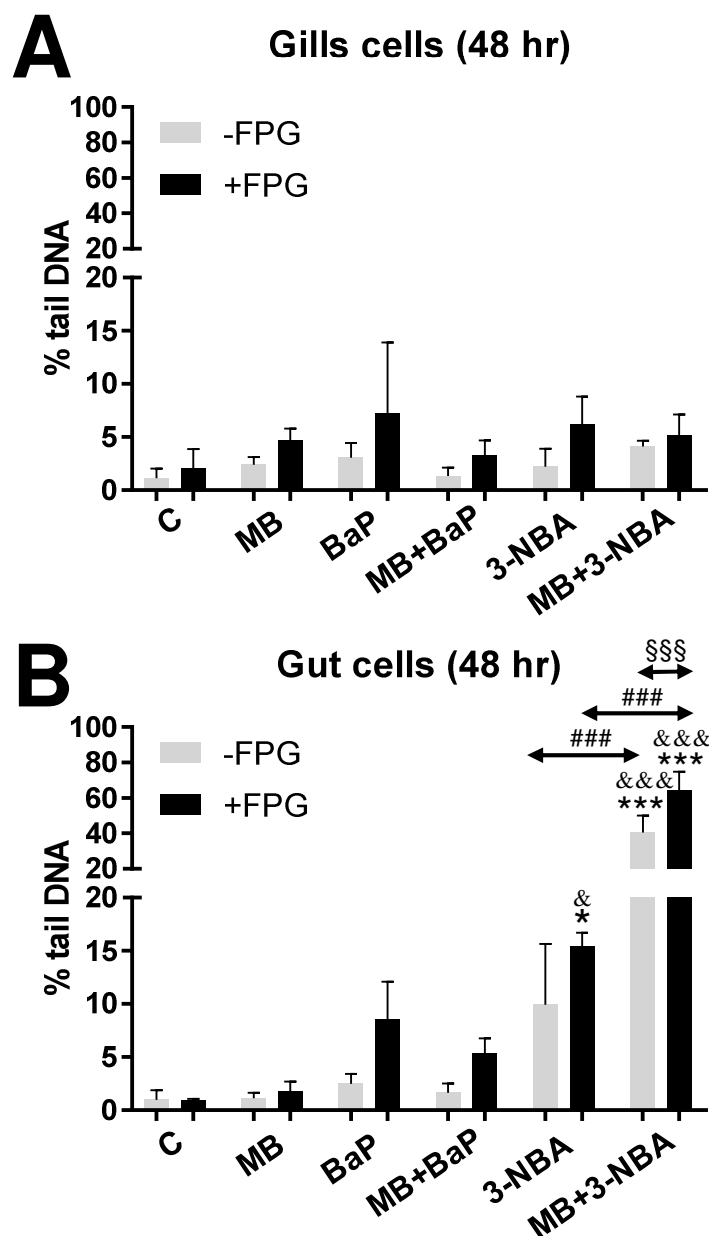 A
Gills cells (48 hr)
% tail DNA
100
80
60
40
20
20
15
10
5
0
-FPG
+FPG
C
MB
BaP
MB+BaP
3-NBA
MB+3-NBA
B
Gut cells (48 hr)
§§§
###
###
&&&
***
&&&
***
&
*
% tail DNA
100
80
60
40
20
20
15
10
5
0
-FPG
+FPG
C
MB
BaP
MB+BaP
3-NBA
MB+3-NBA